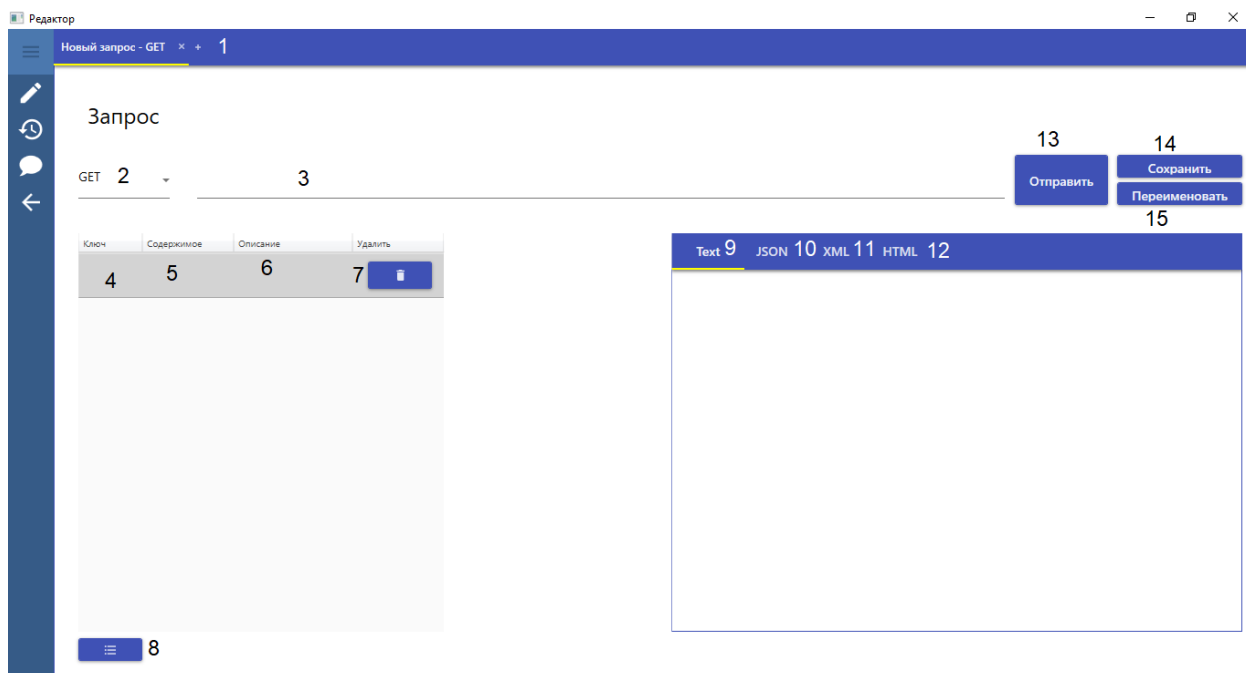 Редактор
Новый запрос - GET × + 1
Запрос
13 14
GET 2 3 Отправить Сохранить
Переименовать
15
Ключ Содержимое Описание Удалить
4 5 6 7
Text 9 JSON 10 XML 11 HTML 12
8